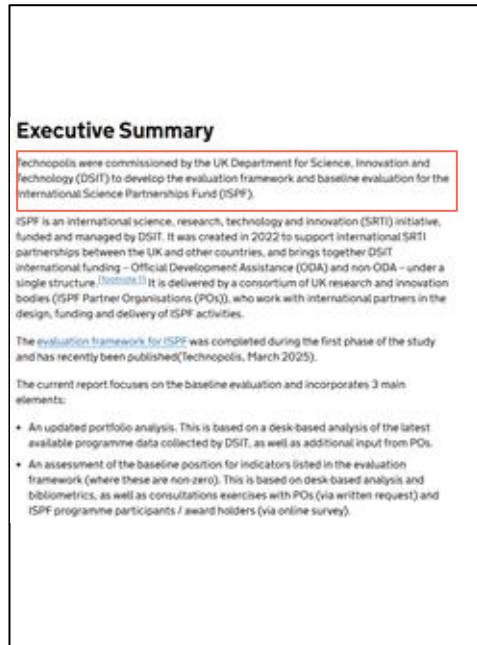 Executive Summary
Technopolis were commissioned by the UK Department for Science, Innovation and
Technology (DSIT) to develop the evaluation framework and baseline evaluation for the
International Science Partnerships Fund (ISPF).
ISPF is an international science, research, technology and innovation (SRTI) initiative,
funded and managed by DSIT. It was created in 2022 to support international SRTI
partnerships between the UK and other countries, and brings together DSIT
international funding – Official Development Assistance (ODA) and non-ODA – under a
single structure.[footnote 1] It is delivered by a consortium of UK research and innovation
bodies (ISPF Partner Organisations (POs)), who work with international partners in the
design, funding and delivery of ISPF activities.
The evaluation framework for ISPF was completed during the first phase of the study
and has recently been published(Technopolis, March 2025).
The current report focuses on the baseline evaluation and incorporates 3 main
elements:
• An updated portfolio analysis. This is based on a desk-based analysis of the latest
available programme data collected by DSIT, as well as additional input from POs.
• An assessment of the baseline position for indicators listed in the evaluation
framework (where these are non-zero). This is based on desk-based analysis and
bibliometrics, as well as consultations exercises with POs (via written request) and
ISPF programme participants / award holders (via online survey).